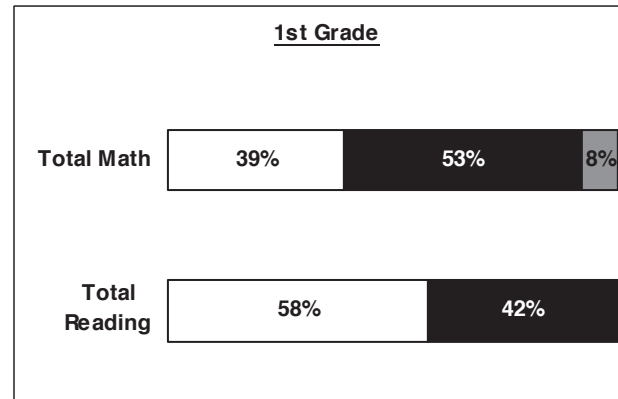 1st Grade
Total Math 39% 53% 8%
Total
Reading
58% 42%